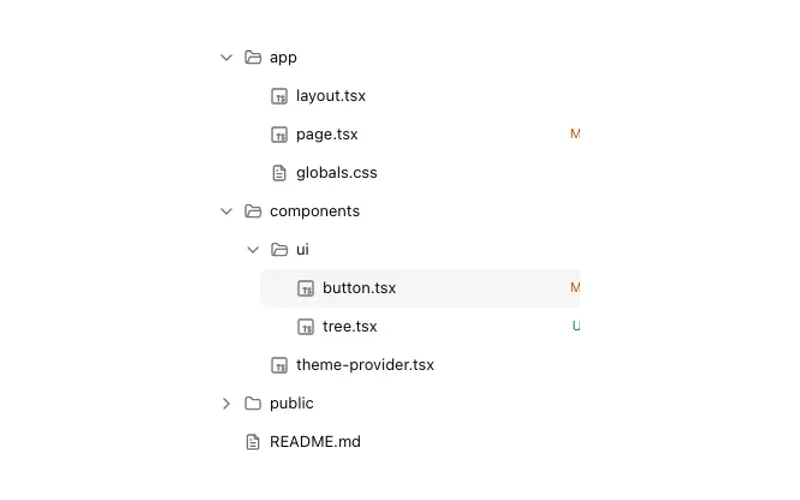 app
layout.tsx
page.tsx M
globals.css
components
ui
button.tsx M
tree.tsx U
theme-provider.tsx
public
README.md